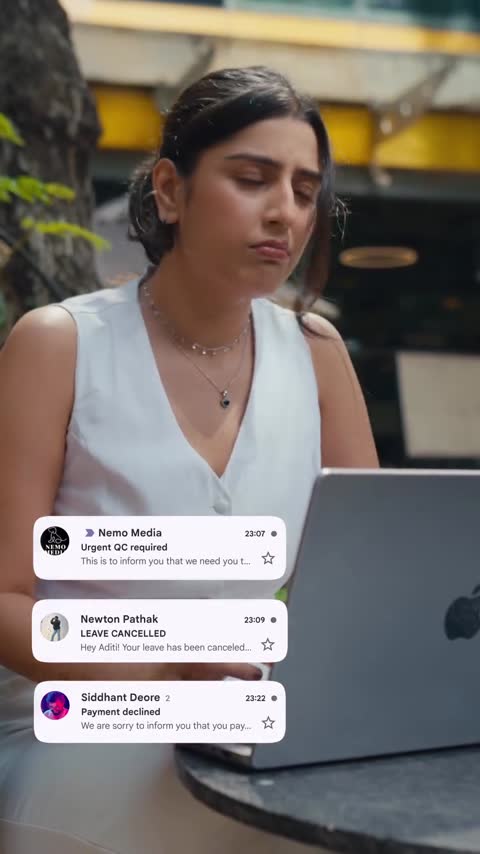 Nemo Media 23:07
Urgent QC required
This is to inform you that we need you t...
Newton Pathak 23:09
LEAVE CANCELLED
Hey Aditi! Your leave has been canceled...
Siddhant Deore 2 23:22
Payment declined
We are sorry to inform you that you pay...